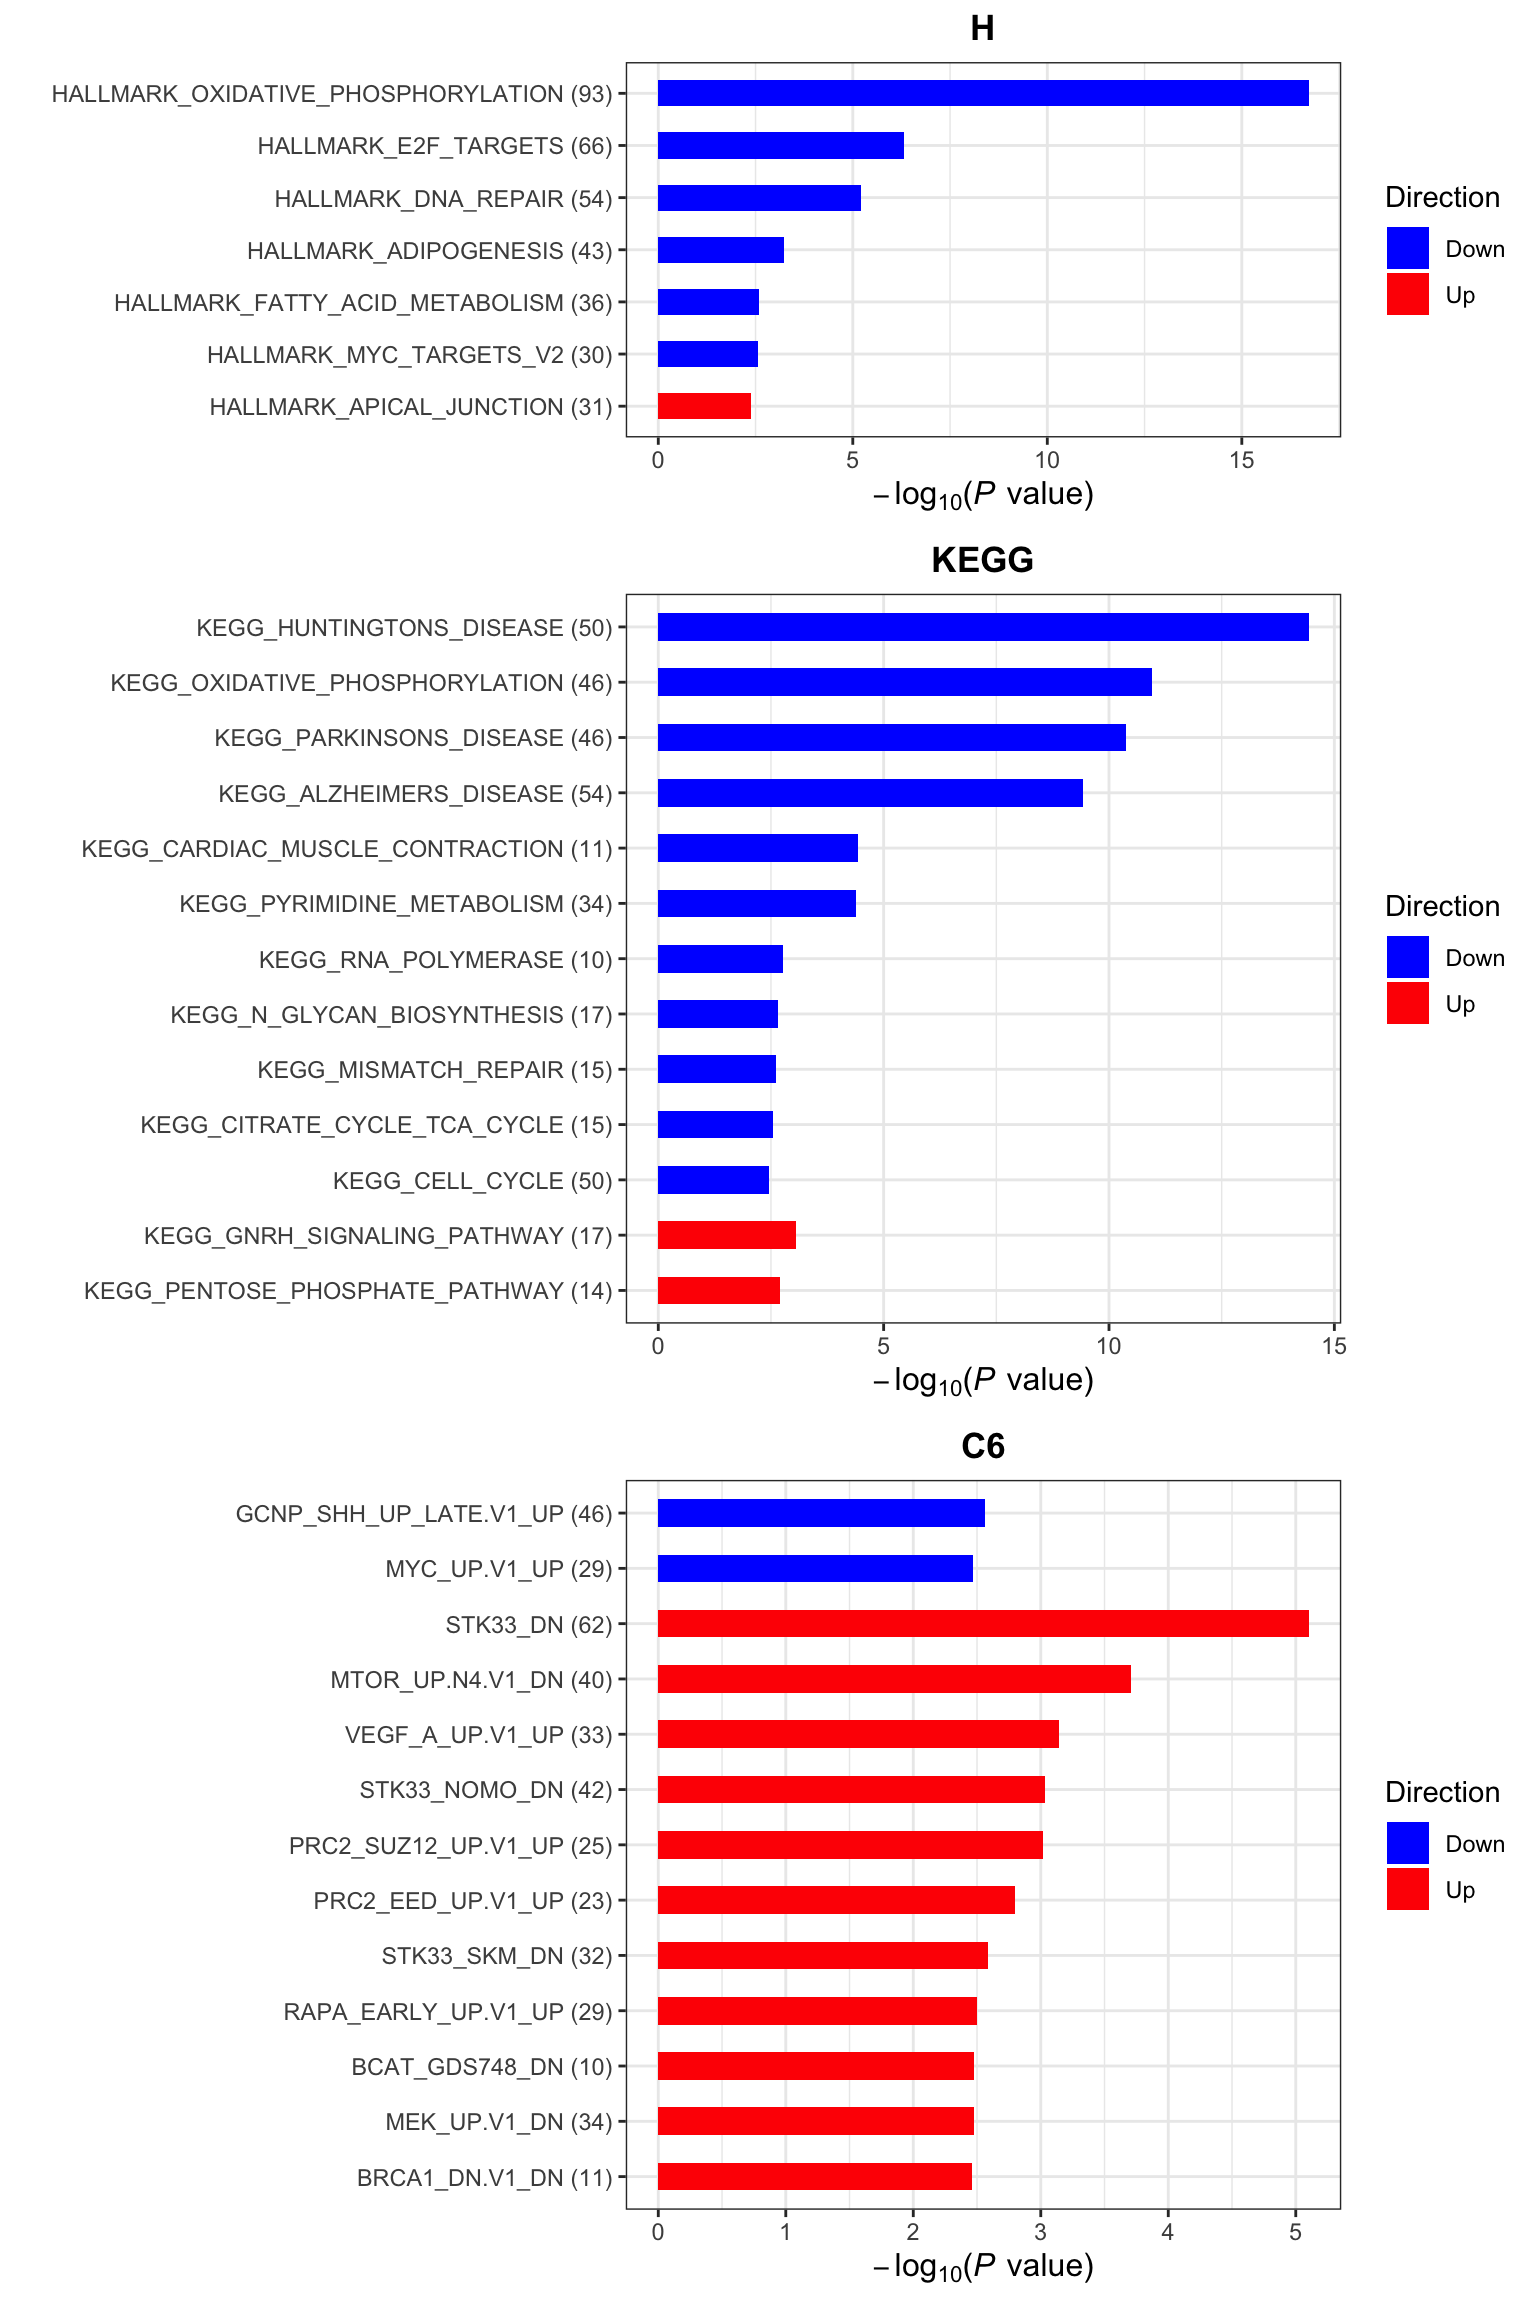 H
HALLMARK_OXIDATIVE_PHOSPHORYLATION (93)
HALLMARK_E2F_TARGETS (66)
HALLMARK_DNA_REPAIR (54)
HALLMARK_ADIPOGENESIS (43)
HALLMARK_FATTY_ACID_METABOLISM (36)
HALLMARK_MYC_TARGETS_V2 (30)
HALLMARK_APICAL_JUNCTION (31)
0 5 10 15
−log10(P value)
Direction
Down
Up
KEGG
KEGG_HUNTINGTONS_DISEASE (50)
KEGG_OXIDATIVE_PHOSPHORYLATION (46)
KEGG_PARKINSONS_DISEASE (46)
KEGG_ALZHEIMERS_DISEASE (54)
KEGG_CARDIAC_MUSCLE_CONTRACTION (11)
KEGG_PYRIMIDINE_METABOLISM (34)
KEGG_RNA_POLYMERASE (10)
KEGG_N_GLYCAN_BIOSYNTHESIS (17)
KEGG_MISMATCH_REPAIR (15)
KEGG_CITRATE_CYCLE_TCA_CYCLE (15)
KEGG_CELL_CYCLE (50)
KEGG_GNRH_SIGNALING_PATHWAY (17)
KEGG_PENTOSE_PHOSPHATE_PATHWAY (14)
0 5 10 15
−log10(P value)
Direction
Down
Up
C6
GCNP_SHH_UP_LATE.V1_UP (46)
MYC_UP.V1_UP (29)
STK33_DN (62)
MTOR_UP.N4.V1_DN (40)
VEGF_A_UP.V1_UP (33)
STK33_NOMO_DN (42)
PRC2_SUZ12_UP.V1_UP (25)
PRC2_EED_UP.V1_UP (23)
STK33_SKM_DN (32)
RAPA_EARLY_UP.V1_UP (29)
BCAT_GDS748_DN (10)
MEK_UP.V1_DN (34)
BRCA1_DN.V1_DN (11)
0 1 2 3 4 5
−log10(P value)
Direction
Down
Up